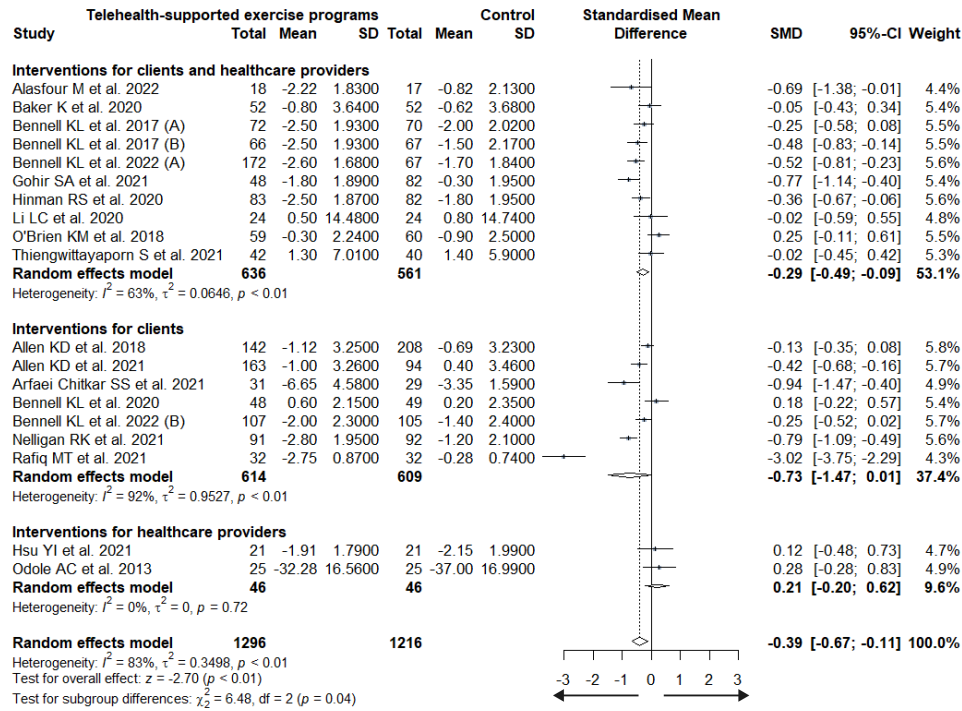 Telehealth-supported exercise programs Control Standardised Mean
Study Total Mean SD Total Mean SD Difference SMD 95%-CI Weight
Interventions for clients and healthcare providers
Alasfour M et al. 2022 18 -2.22 1.8300 17 -0.82 2.1300 -0.69 [-1.38; -0.01] 4.4%
Baker K et al. 2020 52 -0.80 3.6400 52 -0.62 3.6800 -0.05 [-0.43; 0.34] 5.4%
Bennell KL et al. 2017 (A) 72 -2.50 1.9300 70 -2.00 2.0200 -0.25 [-0.58; 0.08] 5.5%
Bennell KL et al. 2017 (B) 66 -2.50 1.9300 67 -1.50 2.1700 -0.48 [-0.83; -0.14] 5.5%
Bennell KL et al. 2022 (A) 172 -2.60 1.6800 67 -1.70 1.8400 -0.52 [-0.81; -0.23] 5.6%
Gohir SA et al. 2021 48 -1.80 1.8900 82 -0.30 1.9500 -0.77 [-1.14; -0.40] 5.4%
Hinman RS et al. 2020 83 -2.50 1.8700 82 -1.80 1.9500 -0.36 [-0.67; -0.06] 5.6%
Li LC et al. 2020 24 0.50 14.4800 24 0.80 14.7400 -0.02 [-0.59; 0.55] 4.8%
O'Brien KM et al. 2018 59 -0.30 2.2400 60 -0.90 2.5000 0.25 [-0.11; 0.61] 5.5%
Thiengwittayaporn S et al. 2021 42 1.30 7.0100 40 1.40 5.9000 -0.02 [-0.45; 0.42] 5.3%
Random effects model 636 561 -0.29 [-0.49; -0.09] 53.1%
Heterogeneity: I² = 63%, τ² = 0.0646, p < 0.01
Interventions for clients
Allen KD et al. 2018 142 -1.12 3.2500 208 -0.69 3.2300 -0.13 [-0.35; 0.08] 5.8%
Allen KD et al. 2021 163 -1.00 3.2600 94 0.40 3.4600 -0.42 [-0.68; -0.16] 5.7%
Arfaei Chitkar SS et al. 2021 31 -6.65 4.5800 29 -3.35 1.5900 -0.94 [-1.47; -0.40] 4.9%
Bennell KL et al. 2020 48 0.60 2.1500 49 0.20 2.3500 0.18 [-0.22; 0.57] 5.4%
Bennell KL et al. 2022 (B) 107 -2.00 2.3000 105 -1.40 2.4000 -0.25 [-0.52; 0.02] 5.7%
Nelligan RK et al. 2021 91 -2.80 1.9500 92 -1.20 2.1000 -0.79 [-1.09; -0.49] 5.6%
Rafiq MT et al. 2021 32 -2.75 0.8700 32 -0.28 0.7400 -3.02 [-3.75; -2.29] 4.3%
Random effects model 614 609 -0.73 [-1.47; 0.01] 37.4%
Heterogeneity: I² = 92%, τ² = 0.9527, p < 0.01
Interventions for healthcare providers
Hsu YI et al. 2021 21 -1.91 1.7900 21 -2.15 1.9900 0.12 [-0.48; 0.73] 4.7%
Odole AC et al. 2013 25 -32.28 16.5600 25 -37.00 16.9900 0.28 [-0.28; 0.83] 4.9%
Random effects model 46 46 0.21 [-0.20; 0.62] 9.6%
Heterogeneity: I² = 0%, τ² = 0, p = 0.72
Random effects model 1296 1216 -0.39 [-0.67; -0.11] 100.0%
Heterogeneity: I² = 83%, τ² = 0.3498, p < 0.01
Test for overall effect: z = -2.70 (p < 0.01)
Test for subgroup differences: χ²₂ = 6.48, df = 2 (p = 0.04)
-3 -2 -1 0 1 2 3